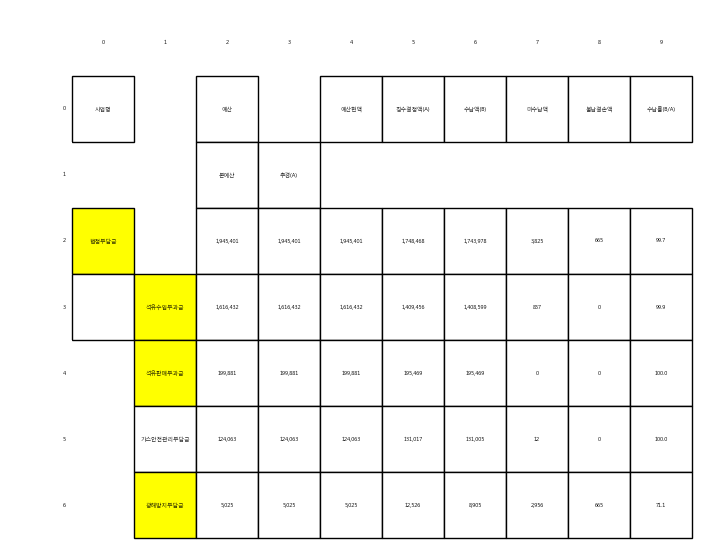 0 1 2 3 4 5 6 7 8 9
0 사업명 예산 예산현액 징수결정액(A) 수납액(B) 미수납액 불납결손액 수납률(B/A)
1 본예산 추경(A)
2 법정부담금 1,945,401 1,945,401 1,945,401 1,748,468 1,743,978 3,825 665 99.7
3 석유수입부과금 1,616,432 1,616,432 1,616,432 1,409,456 1,408,599 857 0 99.9
4 석유판매부과금 199,881 199,881 199,881 195,469 195,469 0 0 100.0
5 가스안전관리부담금 124,063 124,063 124,063 131,017 131,005 12 0 100.0
6 광해방지부담금 5,025 5,025 5,025 12,526 8,905 2,956 665 71.1